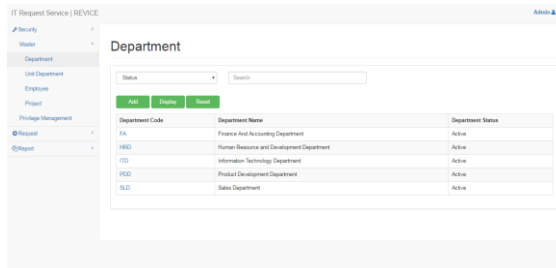 IT Request Service | REVICE
Admin
Security
Master
Department
Unit Department
Employee
Project
Privilege Management
Request
Report
Department
Status
Search
Add Display Reset
Department Code Department Name Department Status
FA Finance And Accounting Department Active
HRD Human Resource and Development Department Active
ITD Information Technology Department Active
PDD Product Development Department Active
SLD Sales Department Active